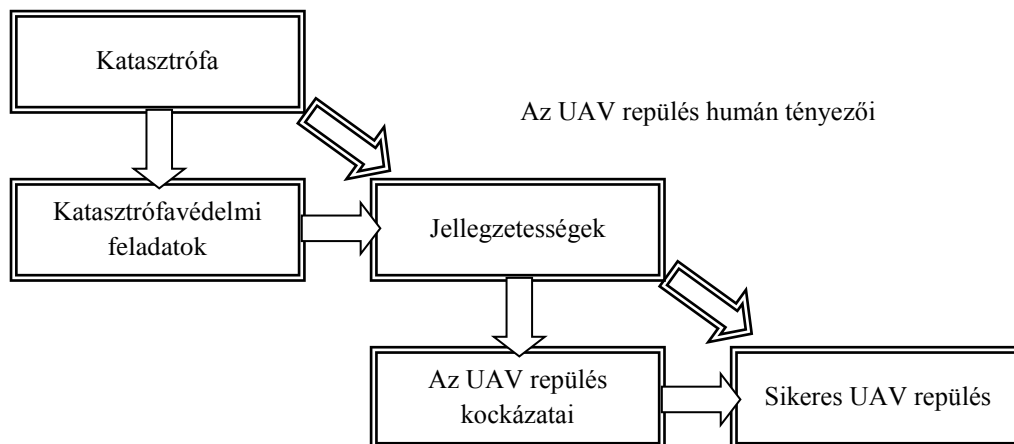 Katasztrófa
Az UAV repülés humán tényezői
Katasztrófavédelmi
feladatok
Jellegzetességek
Az UAV repülés
kockázatai
Sikeres UAV repülés